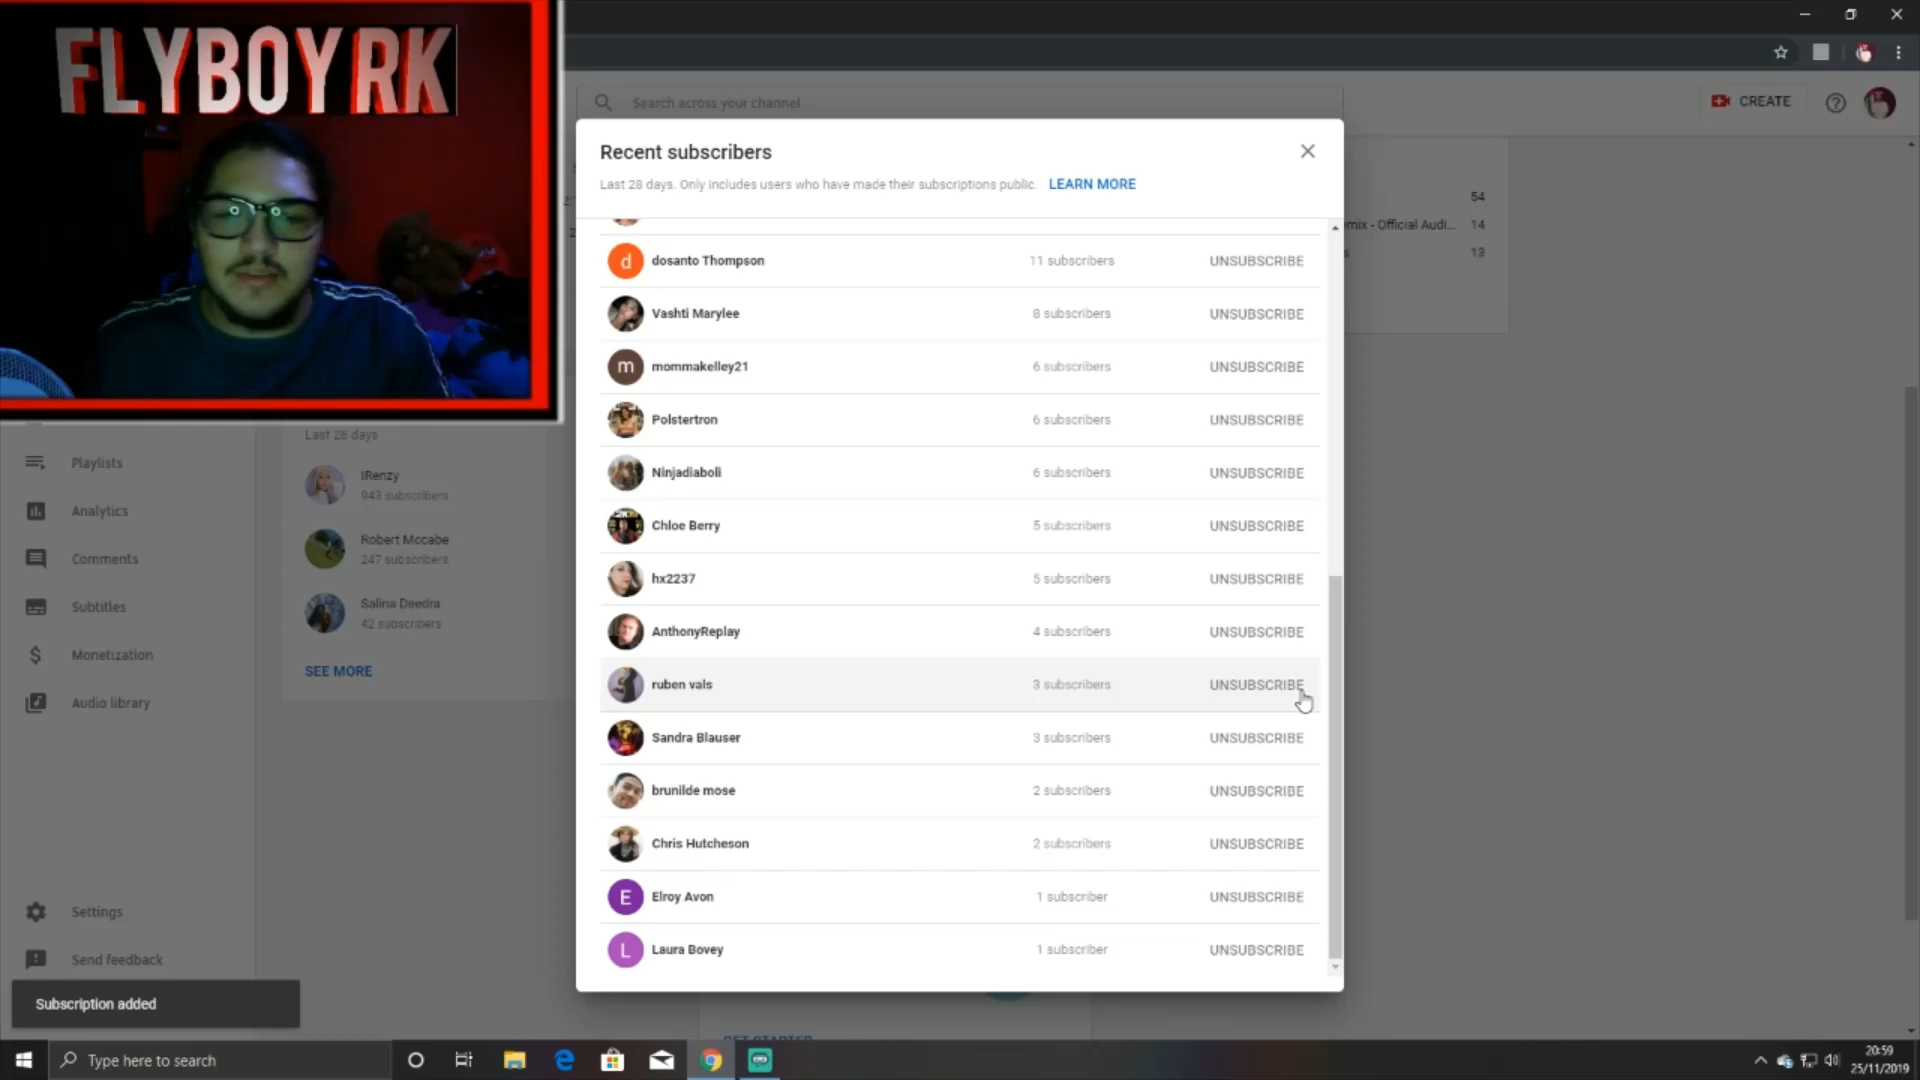 FLYBOYRK
Search across your channel
CREATE
Recent subscribers
Last 28 days. Only includes users who have made their subscriptions public. LEARN MORE
54
emix - Official Audi... 14
13
dosanto Thompson 11 subscribers UNSUBSCRIBE
Vashti Marylee 8 subscribers UNSUBSCRIBE
m mommakelley21 6 subscribers UNSUBSCRIBE
Polstertron 6 subscribers UNSUBSCRIBE
Ninjadiaboli 6 subscribers UNSUBSCRIBE
Chloe Berry 5 subscribers UNSUBSCRIBE
hx2237 5 subscribers UNSUBSCRIBE
AnthonyReplay 4 subscribers UNSUBSCRIBE
ruben vals 3 subscribers UNSUBSCRIBE
Sandra Blauser 3 subscribers UNSUBSCRIBE
brunilde mose 2 subscribers UNSUBSCRIBE
Chris Hutcheson 2 subscribers UNSUBSCRIBE
E Elroy Avon 1 subscriber UNSUBSCRIBE
L Laura Bovey 1 subscriber UNSUBSCRIBE
Last 28 days
IRenzy
943 subscribers
Robert Mccabe
247 subscribers
Salina Deedra
42 subscribers
SEE MORE
Playlists
Analytics
Comments
Subtitles
Monetization
Audio library
Settings
Send feedback
Subscription added
GET STARTED
Type here to search
20:59
25/11/2019